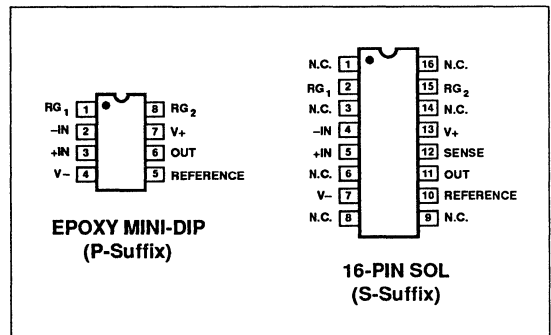 RG1 1 8 RG2
–IN 2 7 V+
+IN 3 6 OUT
V– 4 5 REFERENCE
EPOXY MINI-DIP
(P-Suffix)
N.C. 1 16 N.C.
RG1 2 15 RG2
N.C. 3 14 N.C.
–IN 4 13 V+
+IN 5 12 SENSE
N.C. 6 11 OUT
V– 7 10 REFERENCE
N.C. 8 9 N.C.
16-PIN SOL
(S-Suffix)